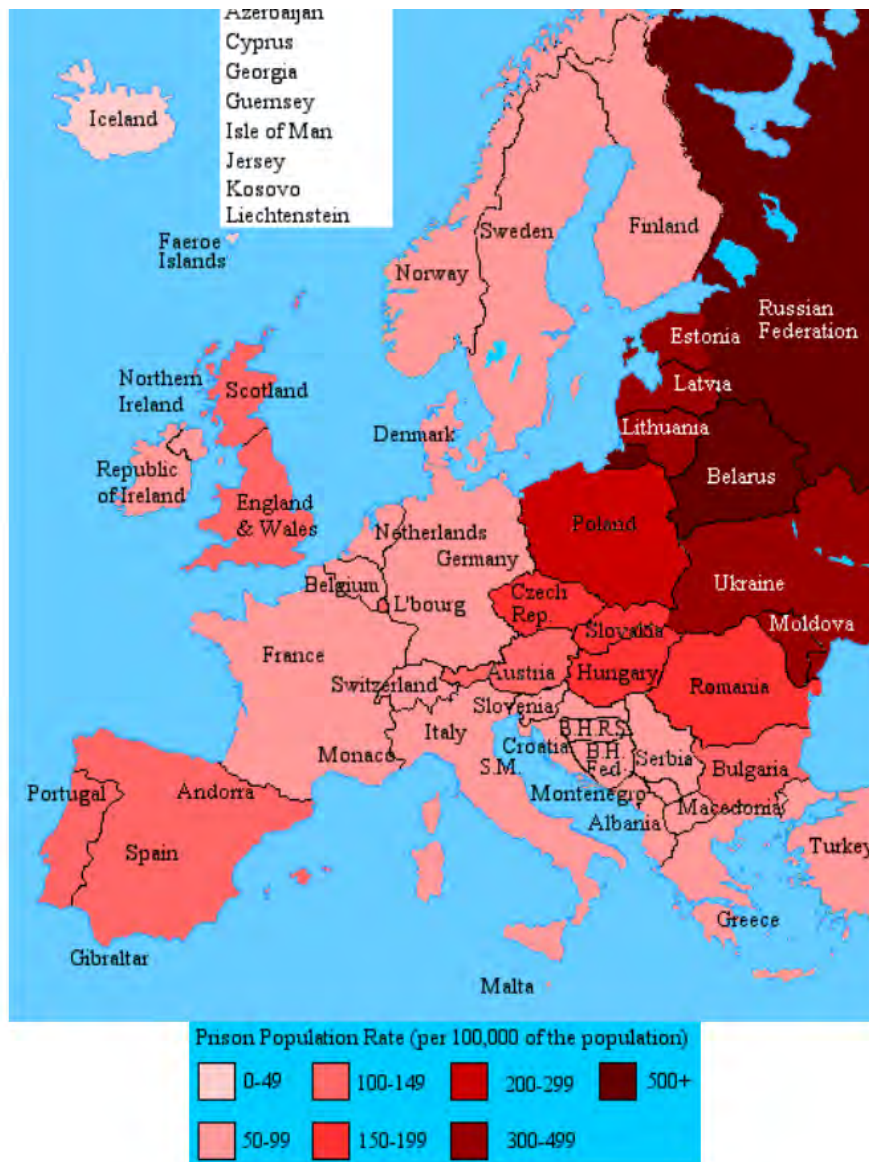 Azerbaijan
Cyprus
Georgia
Guernsey
Isle of Man
Jersey
Kosovo
Liechtenstein
Iceland
Faeroe
Islands
Sweden
Finland
Norway
Russian
Federation
Estonia
Latvia
Lithuania
Belarus
Northern
Ireland
Scotland
Denmark
Republic
of Ireland
England
& Wales
Netherlands
Germany
Poland
Belgium
L'bourg
Czech
Rep.
Ukraine
Moldova
Slovakia
France
Switzerland
Austria
Hungary
Romania
Slovenia
Italy
Croatia
B.H.R.S.
B.H.
Fed.
Serbia
Monaco
S.M.
Bulgaria
Montenegro
Macedonia
Albania
Portugal
Andorra
Spain
Turkey
Greece
Gibraltar
Malta
Prison Population Rate (per 100,000 of the population)
0-49
100-149
200-299
500+
50-99
150-199
300-499